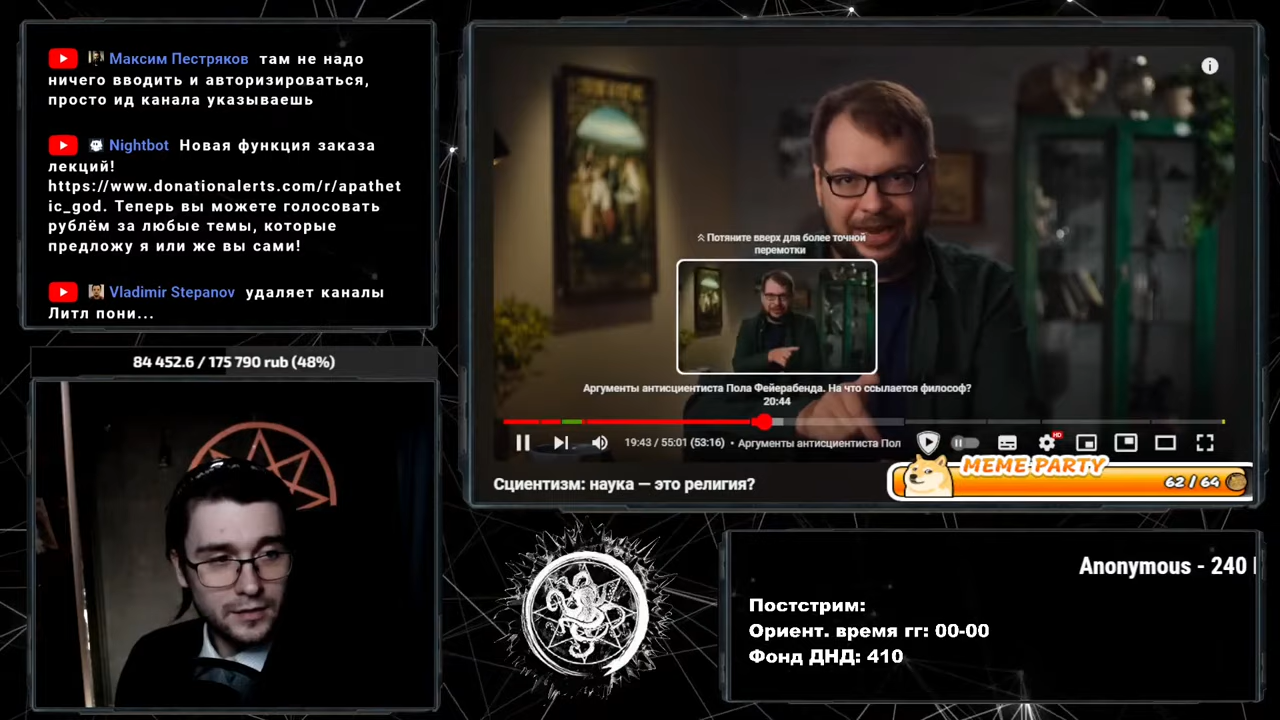 Максим Пестряков там не надо
ничего вводить и авторизироваться,
просто ид канала указываешь
Nightbot Новая функция заказа
лекций!
https://www.donationalerts.com/r/apathet
ic_god. Теперь вы можете голосовать
рублём за любые темы, которые
предложу я или же вы сами!
Vladimir Stepanov удаляет каналы
Литл пони...
84 452.6 / 175 790 rub (48%)
Потяните вверх для более точной
перемотки
Аргументы антисциентиста Пола Фейерабенда. На что ссылается философ?
20:44
19:43 / 55:01 (53:16) • Аргументы антисциентиста Пол
HD
Сциентизм: наука — это религия?
MEME PARTY
62 / 64
Anonymous - 240
Постстрим:
Ориент. время гг: 00-00
Фонд ДНД: 410